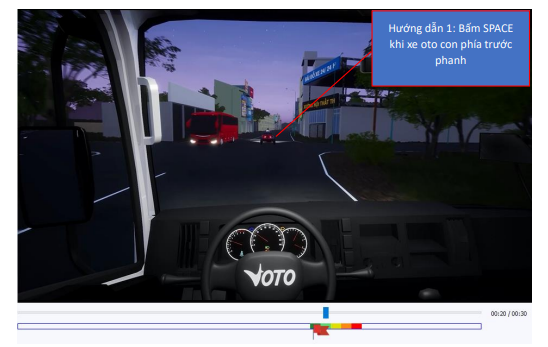 Hướng dẫn 1: Bấm SPACE
khi xe oto con phía trước
phanh
VOTO
00:20 / 00:30